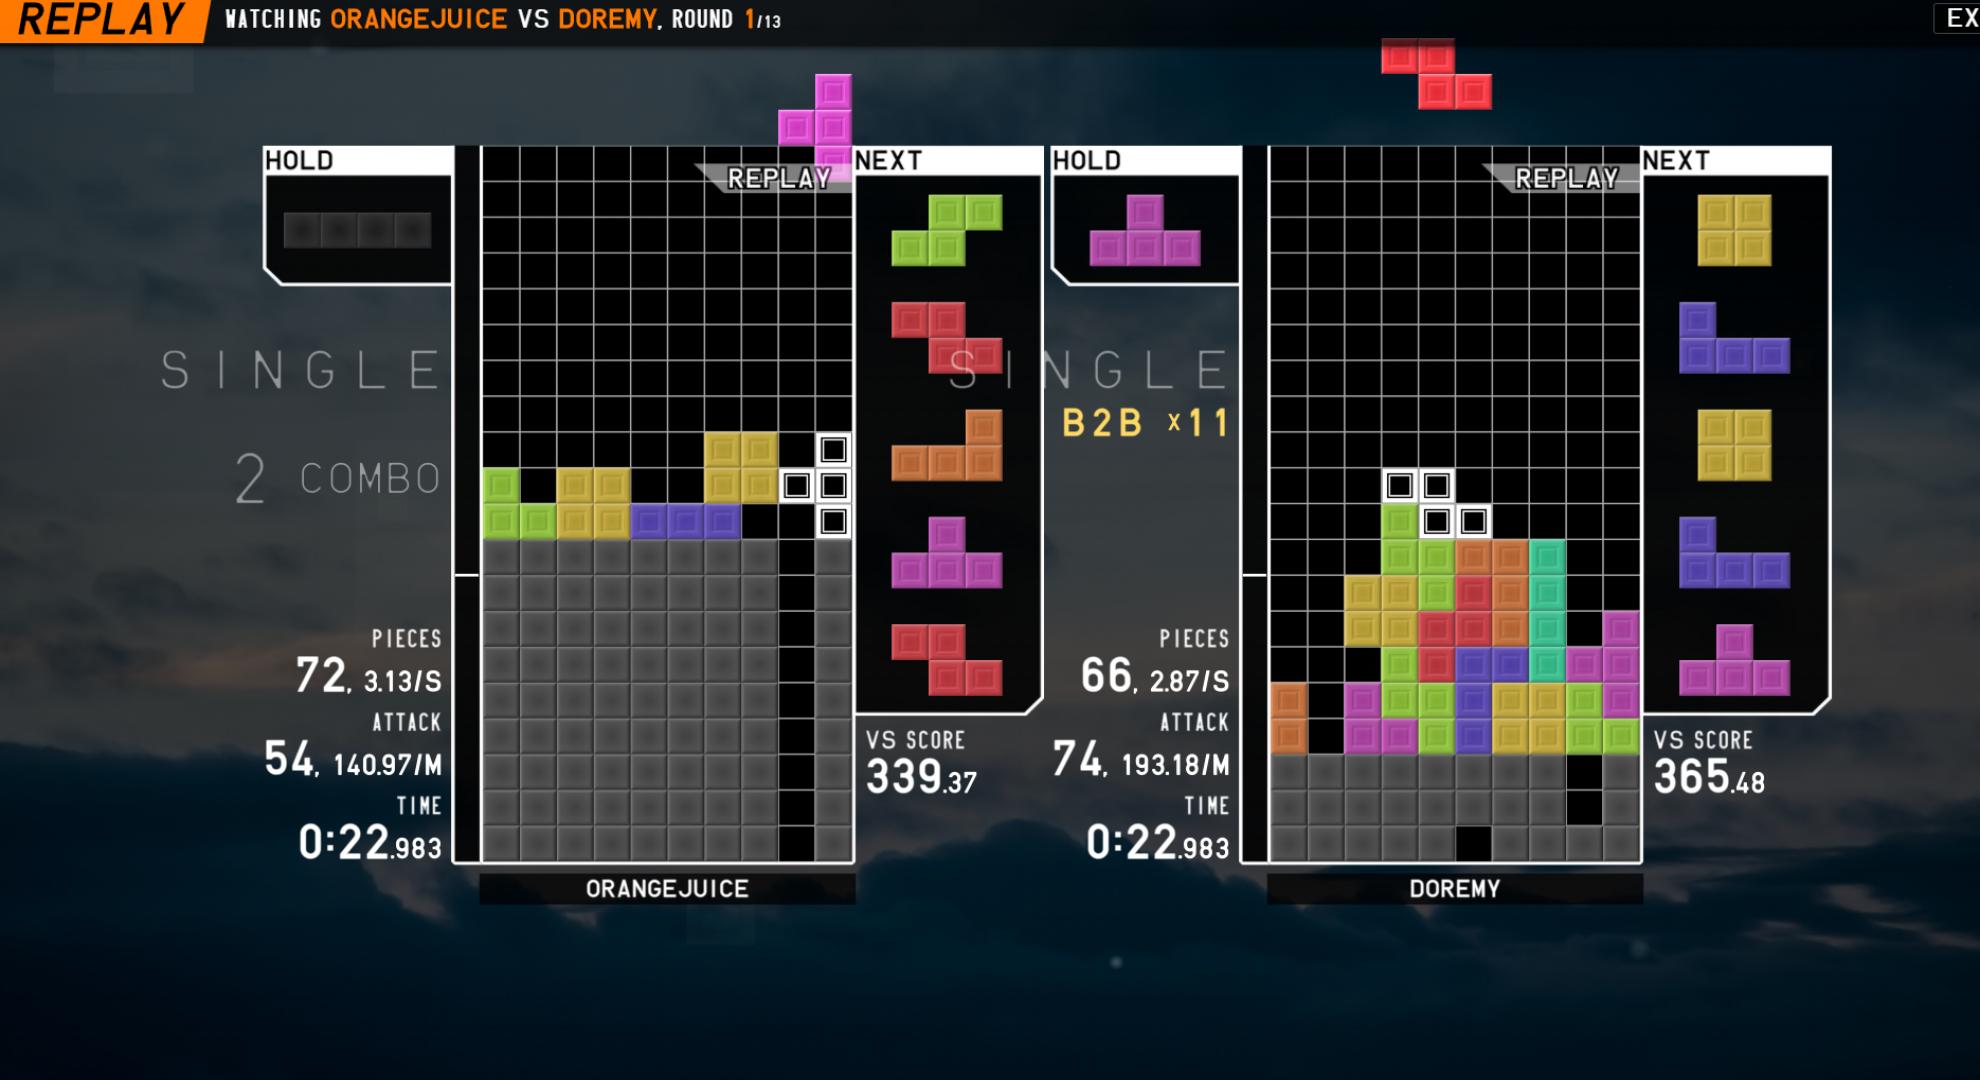 REPLAY
WATCHING ORANGEJUICE VS DOREMY, ROUND 1/13
EX
HOLD
REPLAY
NEXT
SINGLE
2 COMBO
PIECES
72, 3.13/S
ATTACK
54, 140.97/M
TIME
0:22.983
VS SCORE
339.37
ORANGEJUICE
HOLD
REPLAY
NEXT
SINGLE
B2B x11
PIECES
66, 2.87/S
ATTACK
74, 193.18/M
TIME
0:22.983
VS SCORE
365.48
DOREMY